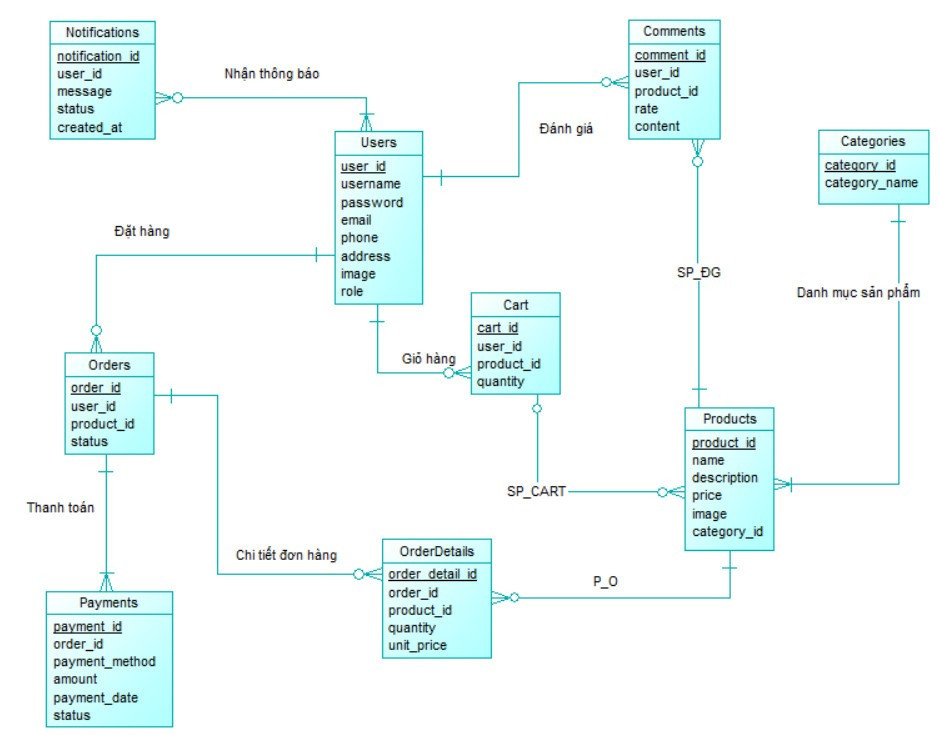 Notifications
notification_id
user_id
message
status
created_at
Nhận thông báo
Comments
comment_id
user_id
product_id
rate
content
Đánh giá
Users
user_id
username
password
email
phone
address
image
role
Categories
category_id
category_name
Đặt hàng
SP_ĐG
Danh mục sản phẩm
Cart
cart_id
user_id
product_id
quantity
Giỏ hàng
Orders
order_id
user_id
product_id
status
Products
product_id
name
description
price
image
category_id
SP_CART
Thanh toán
Chi tiết đơn hàng
OrderDetails
order_detail_id
order_id
product_id
quantity
unit_price
P_O
Payments
payment_id
order_id
payment_method
amount
payment_date
status